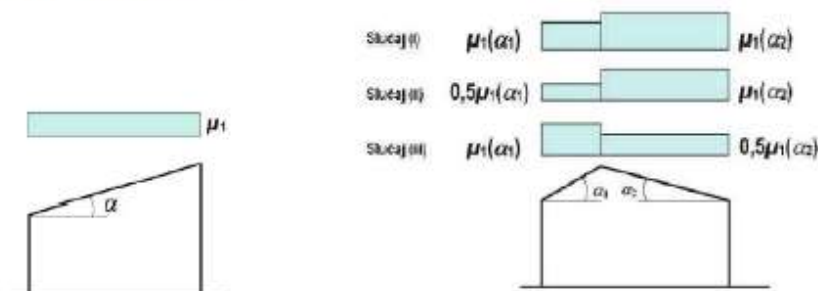 Slučaj (i) μ₁(α₁) μ₁(α₂)
Slučaj (ii) 0,5μ₁(α₁) μ₁(α₂)
μ₁
Slučaj (iii) μ₁(α₁) 0,5μ₁(α₂)
α
α₁ α₂